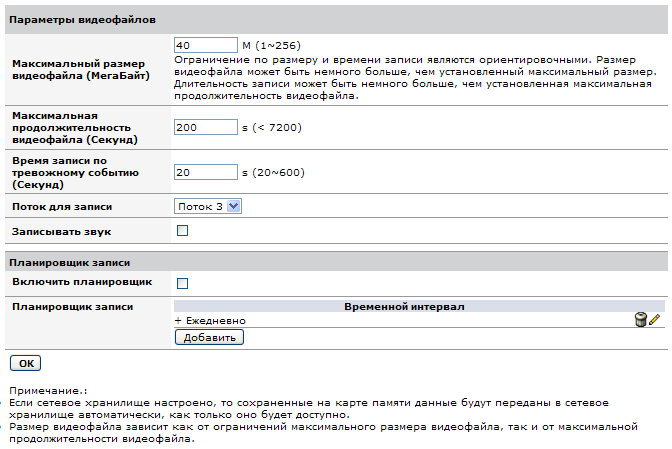 Параметры видеофайлов
Максимальный размер
видеофайла (МегаБайт)
40 М (1~256)
Ограничение по размеру и времени записи являются ориентировочными. Размер
видеофайла может быть немного больше, чем установленный максимальный размер.
Длительность записи может быть немного больше, чем установленная максимальная
продолжительность видеофайла.
Максимальная
продолжительность
видеофайла (Секунд)
200 s (< 7200)
Время записи по
тревожному событию
(Секунд)
20 s (20~600)
Поток для записи
Поток 3
Записывать звук
Планировщик записи
Включить планировщик
Планировщик записи
Временной интервал
+ Ежедневно
Добавить
OK
Примечание.:
Если сетевое хранилище настроено, то сохраненные на карте памяти данные будут переданы в сетевое
хранилище автоматически, как только оно будет доступно.
Размер видеофайла зависит как от ограничений максимального размера видеофайла, так и от максимальной
продолжительности видеофайла.